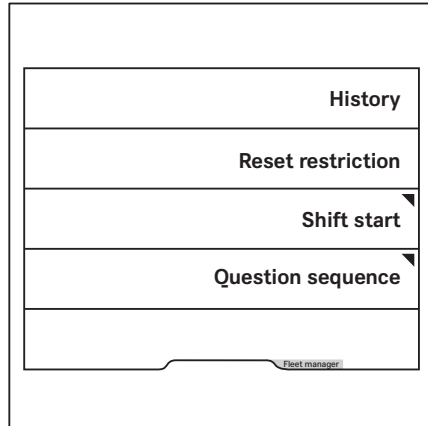 History
Reset restriction
Shift start
Question sequence
Fleet manager